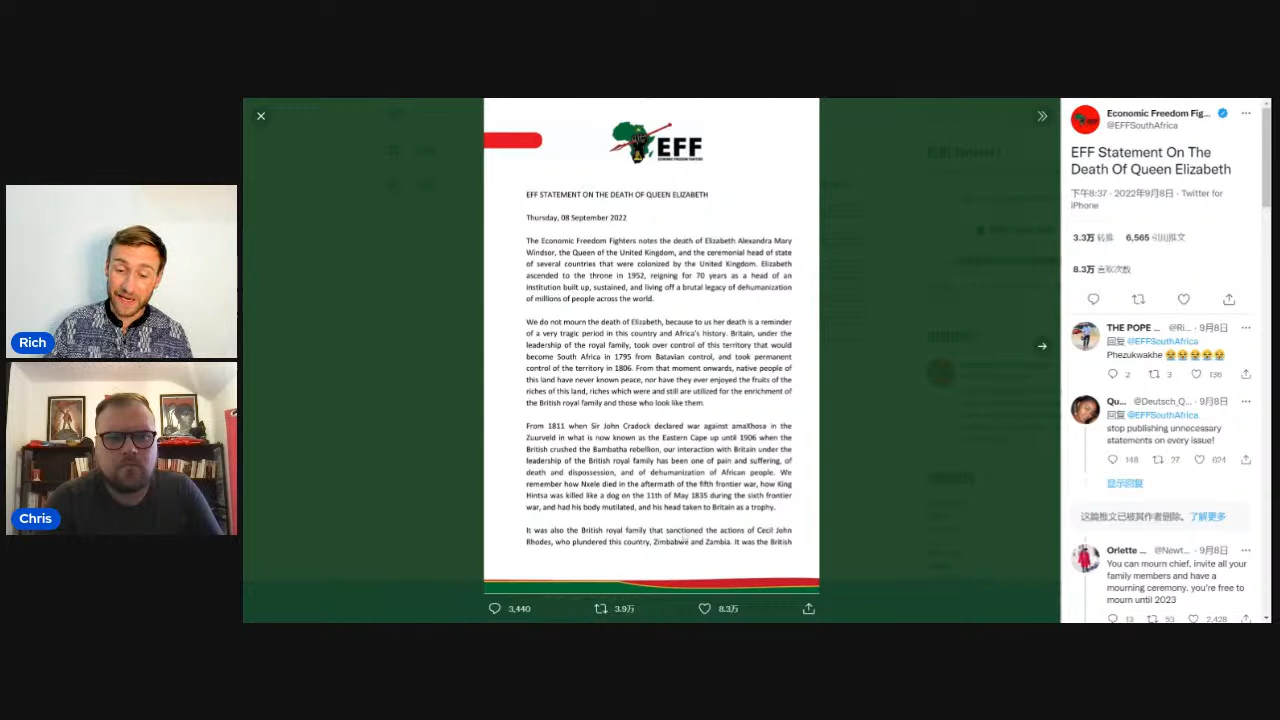 Rich
Chris
EFF
ECONOMIC FREEDOM FIGHTERS
EFF STATEMENT ON THE DEATH OF QUEEN ELIZABETH
Thursday, 08 September 2022
The Economic Freedom Fighters notes the death of Elizabeth Alexandra Mary
Windsor, the Queen of the United Kingdom, and the ceremonial head of state
of several countries that were colonized by the United Kingdom. Elizabeth
ascended to the throne in 1952, reigning for 70 years as a head of an
institution built up, sustained, and living off a brutal legacy of dehumanization
of millions of people across the world.
We do not mourn the death of Elizabeth, because to us her death is a reminder
of a very tragic period in this country and Africa's history. Britain, under the
leadership of the royal family, took over control of this territory that would
become South Africa in 1795 from Batavian control, and took permanent
control of the territory in 1806. From that moment onwards, native people of
this land have never known peace, nor have they ever enjoyed the fruits of the
riches of this land, riches which were and still are utilized for the enrichment of
the British royal family and those who look like them.
From 1811 when Sir John Cradock declared war against amaXhosa in the
Zuurveld in what is now known as the Eastern Cape up until 1906 when the
British crushed the Bambatha rebellion, our interaction with Britain under the
leadership of the British royal family has been one of pain and suffering, of
death and dispossession, and of dehumanization of African people. We
remember how Nxele died in the aftermath of the fifth frontier war, how King
Hintsa was killed like a dog on the 11th of May 1835 during the sixth frontier
war, and had his body mutilated, and his head taken to Britain as a trophy.
It was also the British royal family that sanctioned the actions of Cecil John
Rhodes, who plundered this country, Zimbabwe and Zambia. It was the British
3,440 3.9万 8.3万
Economic Freedom Fig...
@EFFSouthAfrica
EFF Statement On The
Death Of Queen Elizabeth
下午8:37 · 2022年9月8日 · Twitter for
iPhone
3.3万 转推 6,565 引用推文
8.3万 喜欢次数
THE POPE ... @Ri... · 9月8日
回复 @EFFSouthAfrica
Phezukwakhe 😭😭😭😭😭
2 3 136
Qu... @Deutsch_Q... · 9月8日
回复 @EFFSouthAfrica
stop publishing unnecessary
statements on every issue!
148 27 624
显示回复
这篇推文已被其作者删除。了解更多
Orlette ... @Newt... · 9月8日
You can mourn chief, invite all your
family members and have a
mourning ceremony. you're free to
mourn until 2023
13 53 2,428